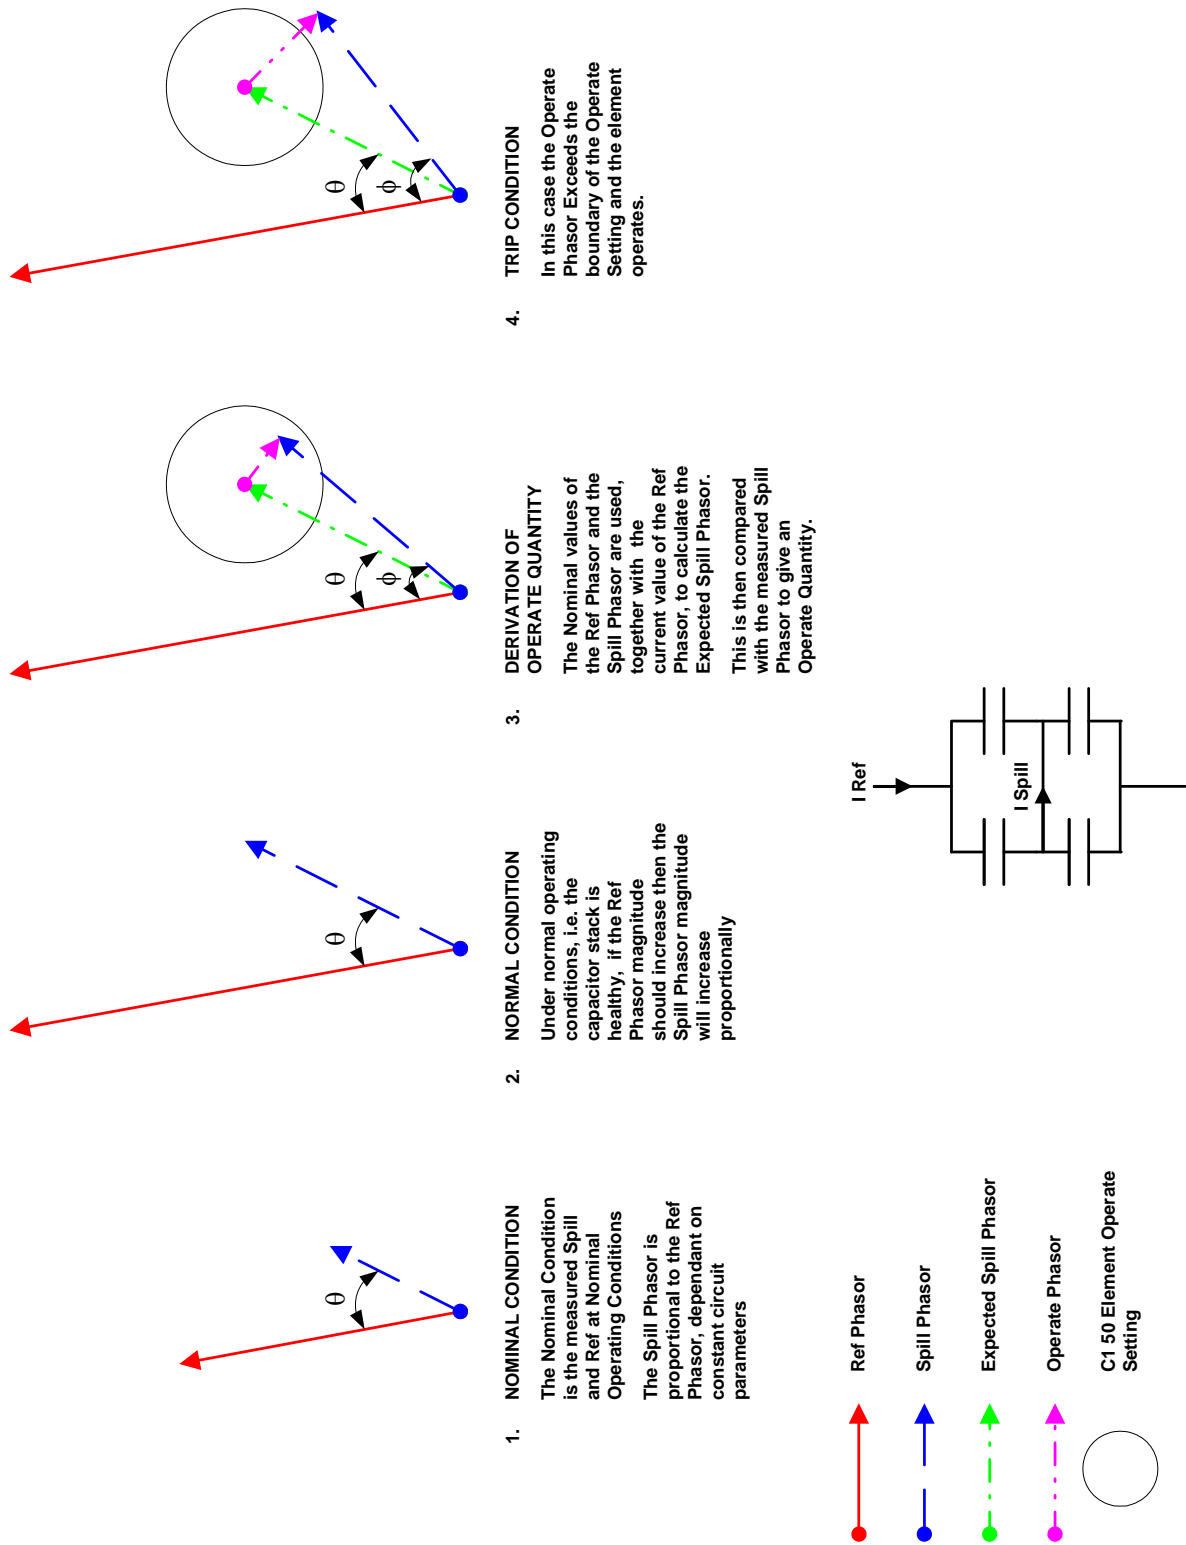 θ
1. NOMINAL CONDITION
The Nominal Condition
is the measured Spill
and Ref at Nominal
Operating Conditions
The Spill Phasor is
proportional to the Ref
Phasor, dependant on
constant circuit
parameters
θ
2. NORMAL CONDITION
Under normal operating
conditions, i.e. the
capacitor stack is
healthy, if the Ref
Phasor magnitude
should increase then the
Spill Phasor magnitude
will increase
proportionally
θ
ϕ
3. DERIVATION OF
OPERATE QUANTITY
The Nominal values of
the Ref Phasor and the
Spill Phasor are used,
together with the
current value of the Ref
Phasor, to calculate the
Expected Spill Phasor.
This is then compared
with the measured Spill
Phasor to give an
Operate Quantity.
θ
ϕ
4. TRIP CONDITION
In this case the Operate
Phasor Exceeds the
boundary of the Operate
Setting and the element
operates.
Ref Phasor
Spill Phasor
Expected Spill Phasor
Operate Phasor
C1 50 Element Operate
Setting
I Ref
I Spill